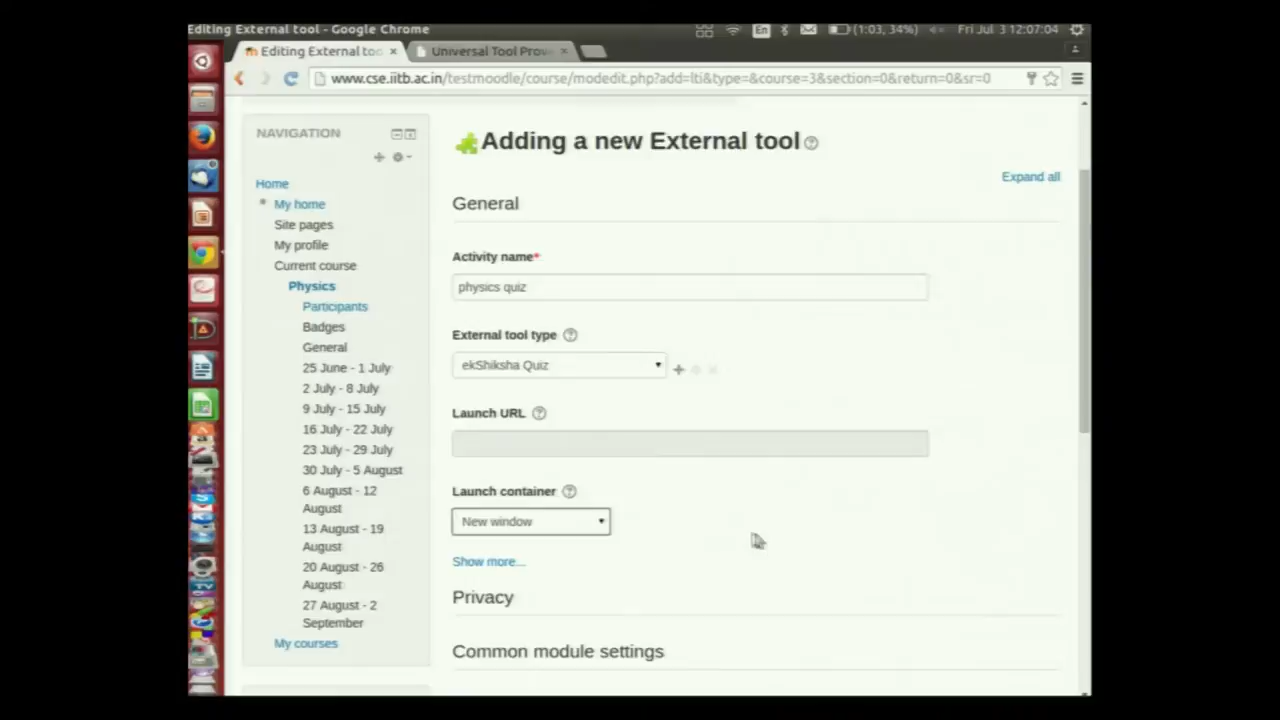 Editing External tool - Google Chrome
En
(1:03, 34%)
Fri Jul 3 12:07:04
Editing External too
Universal Tool Prov
www.cse.iitb.ac.in/testmoodle/course/modedit.php?add=lti&type=&course=3&section=0&return=0&sr=0
NAVIGATION
Home
My home
Site pages
My profile
Current course
Physics
Participants
Badges
General
25 June - 1 July
2 July - 8 July
9 July - 15 July
16 July - 22 July
23 July - 29 July
30 July - 5 August
6 August - 12
August
13 August - 19
August
20 August - 26
August
27 August - 2
September
My courses
Adding a new External tool
Expand all
General
Activity name*
physics quiz
External tool type
ekShiksha Quiz
Launch URL
Launch container
New window
Show more...
Privacy
Common module settings